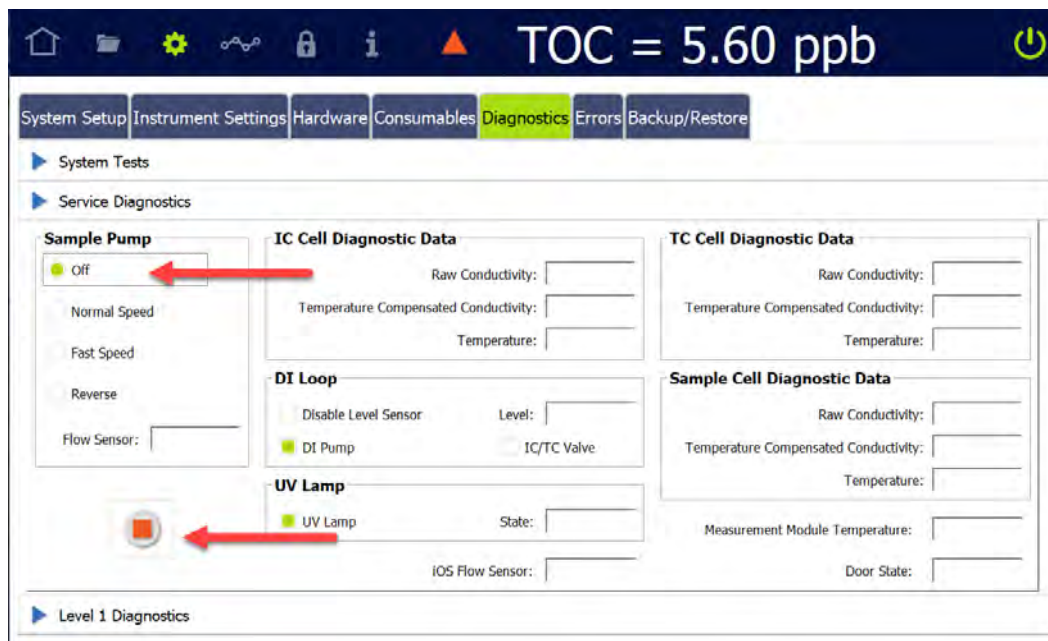 TOC = 5.60 ppb
System Setup Instrument Settings Hardware Consumables Diagnostics Errors Backup/Restore
System Tests
Service Diagnostics
Sample Pump
Off
Normal Speed
Fast Speed
Reverse
Flow Sensor:
IC Cell Diagnostic Data
Raw Conductivity:
Temperature Compensated Conductivity:
Temperature:
DI Loop
Disable Level Sensor Level:
DI Pump IC/TC Valve
UV Lamp
UV Lamp State:
iOS Flow Sensor:
TC Cell Diagnostic Data
Raw Conductivity:
Temperature Compensated Conductivity:
Temperature:
Sample Cell Diagnostic Data
Raw Conductivity:
Temperature Compensated Conductivity:
Temperature:
Measurement Module Temperature:
Door State:
Level 1 Diagnostics